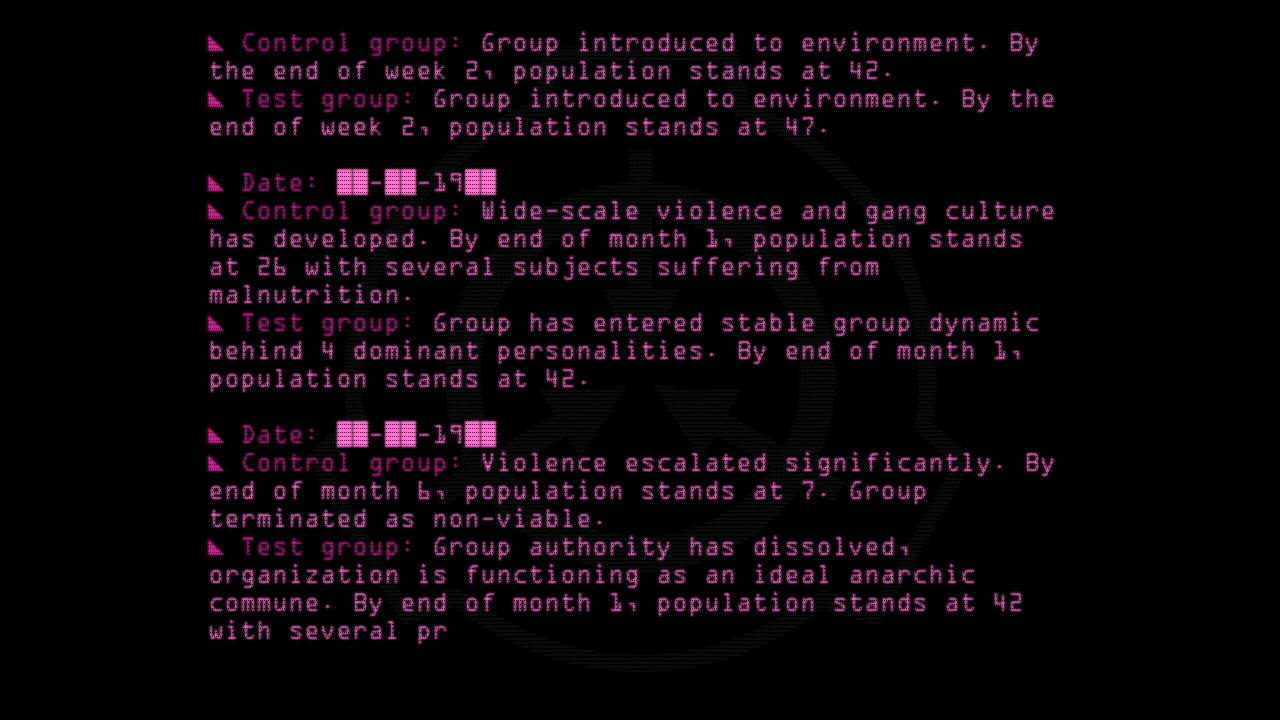 ◣ Control group: Group introduced to environment. By
the end of week 2, population stands at 42.
◣ Test group: Group introduced to environment. By the
end of week 2, population stands at 47.
◣ Date: ██-██-19██
◣ Control group: Wide-scale violence and gang culture
has developed. By end of month 1, population stands
at 26 with several subjects suffering from
malnutrition.
◣ Test group: Group has entered stable group dynamic
behind 4 dominant personalities. By end of month 1,
population stands at 42.
◣ Date: ██-██-19██
◣ Control group: Violence escalated significantly. By
end of month 6, population stands at 7. Group
terminated as non-viable.
◣ Test group: Group authority has dissolved,
organization is functioning as an ideal anarchic
commune. By end of month 1, population stands at 42
with several pr